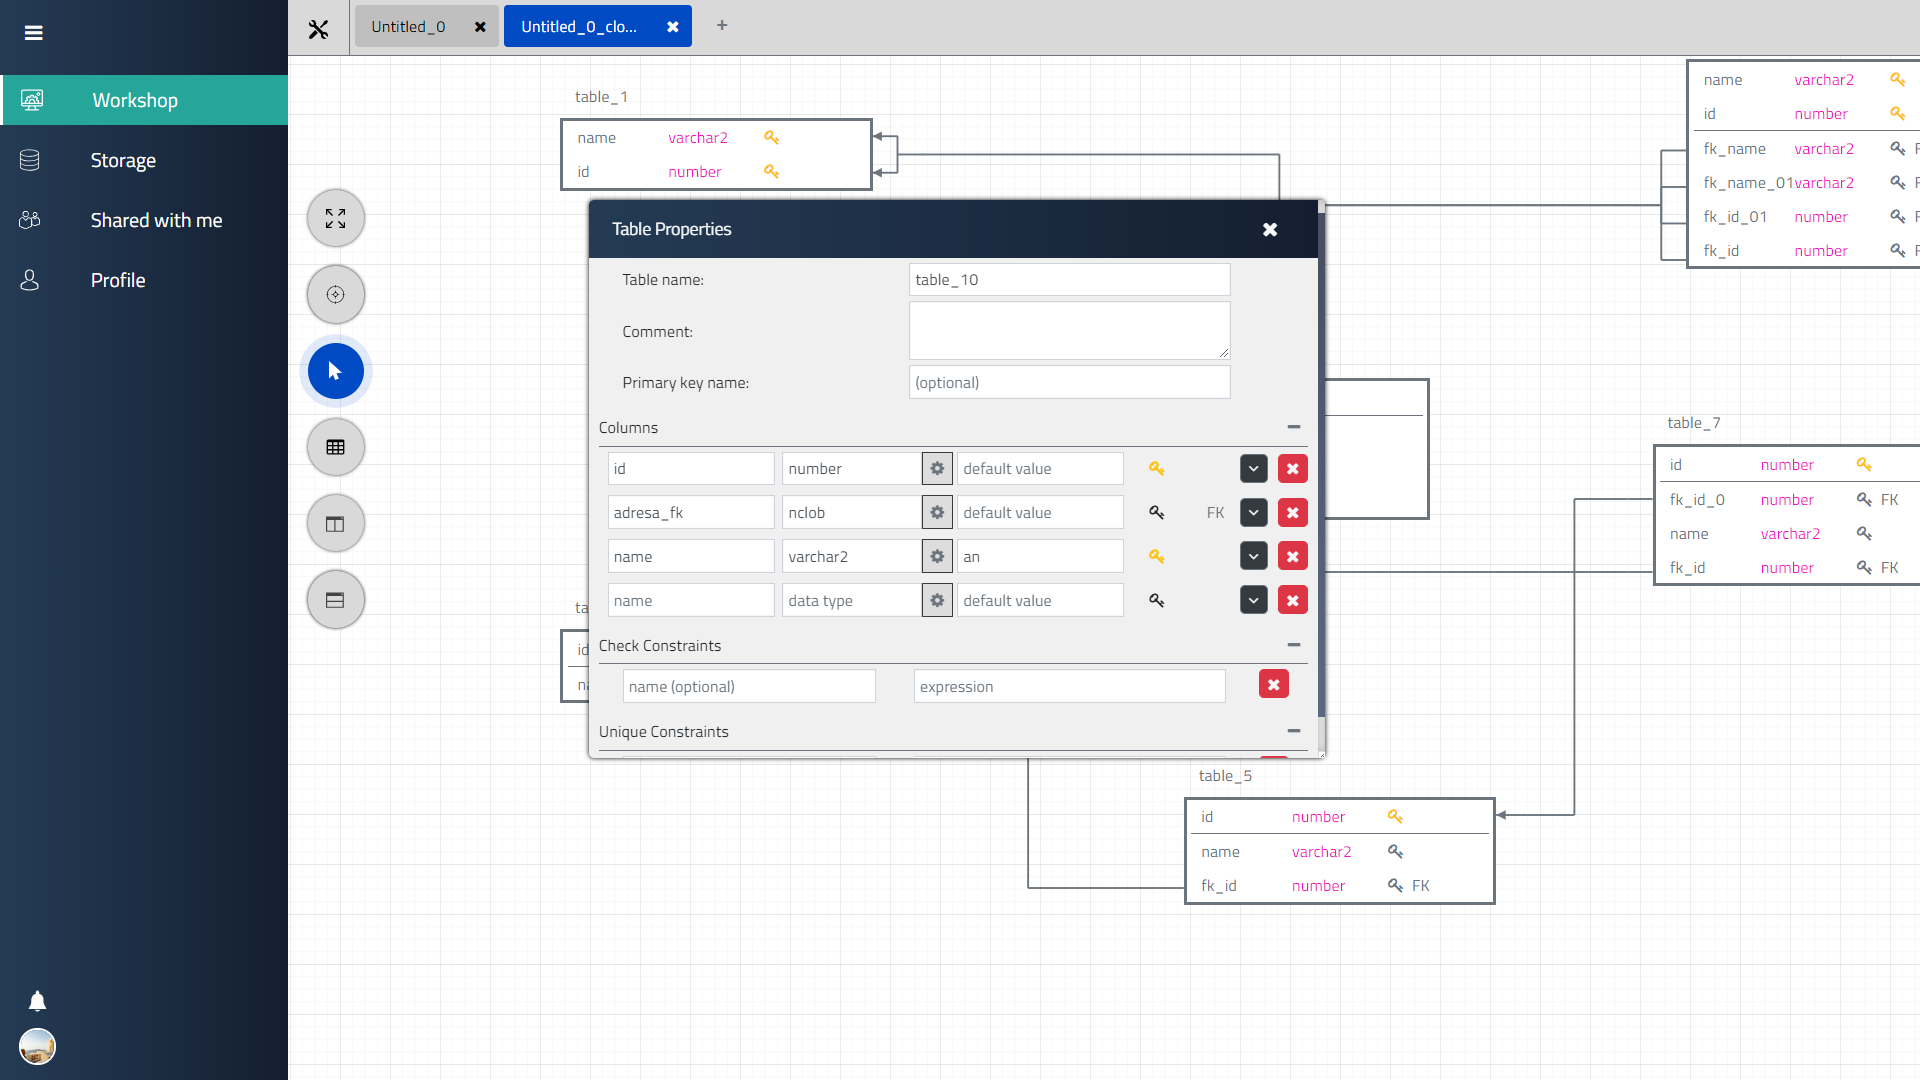 Untitled_0
Untitled_0_clo...
+
Workshop
Storage
Shared with me
Profile
table_1
name varchar2
id number
name varchar2
id number
fk_name varchar2
fk_name_01 varchar2
fk_id_01 number
fk_id number
Table Properties
Table name: table_10
Comment:
Primary key name: (optional)
Columns
id number default value
adresa_fk nclob default value FK
name varchar2 an
name data type default value
Check Constraints
name (optional) expression
Unique Constraints
table_7
id number
fk_id_0 number FK
name varchar2
fk_id number FK
table_5
id number
name varchar2
fk_id number FK